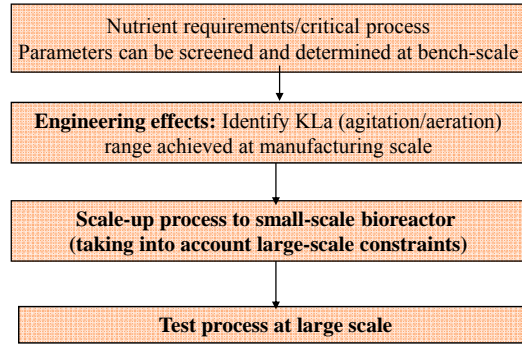 Nutrient requirements/critical process
Parameters can be screened and determined at bench-scale
Engineering effects: Identify KLa (agitation/aeration)
range achieved at manufacturing scale
Scale-up process to small-scale bioreactor
(taking into account large-scale constraints)
Test process at large scale